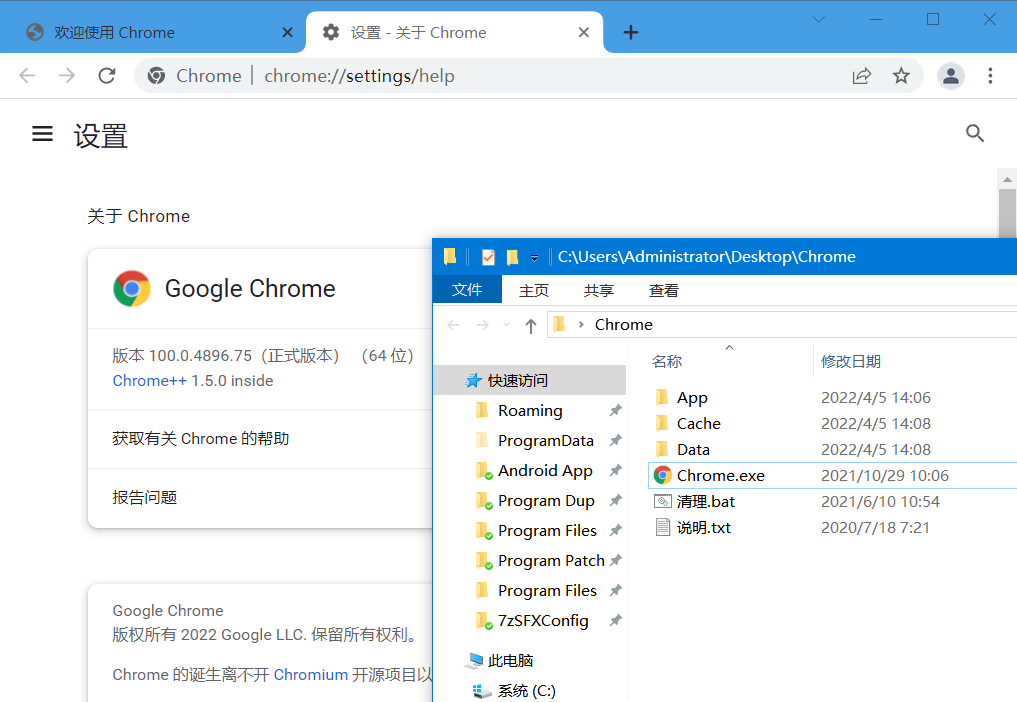 欢迎使用 Chrome
设置 - 关于 Chrome
Chrome | chrome://settings/help
设置
关于 Chrome
Google Chrome
版本 100.0.4896.75（正式版本） （64 位）
Chrome++ 1.5.0 inside
获取有关 Chrome 的帮助
报告问题
Google Chrome
版权所有 2022 Google LLC. 保留所有权利。
Chrome 的诞生离不开 Chromium 开源项目以
C:\Users\Administrator\Desktop\Chrome
文件 主页 共享 查看
Chrome
快速访问
Roaming
ProgramData
Android App
Program Dup
Program Files
Program Patch
Program Files
7zSFXConfig
此电脑
系统 (C:)
名称 修改日期
App 2022/4/5 14:06
Cache 2022/4/5 14:08
Data 2022/4/5 14:08
Chrome.exe 2021/10/29 10:06
清理.bat 2021/6/10 10:54
说明.txt 2020/7/18 7:21